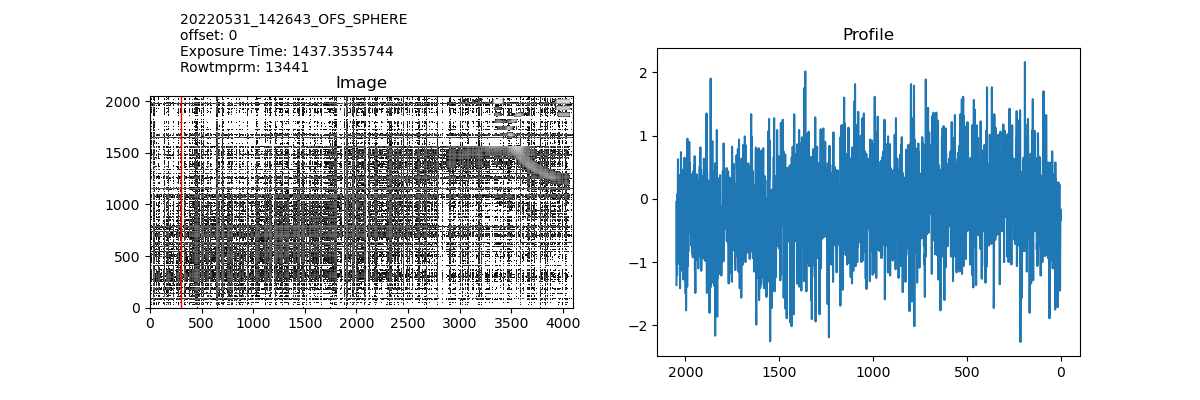 20220531_142643_OFS_SPHERE
offset: 0
Exposure Time: 1437.3535744
Rowtmprm: 13441
Image
2000
1500
1000
500
0
0 500 1000 1500 2000 2500 3000 3500 4000
Profile
2
1
0
−1
−2
2000 1500 1000 500 0